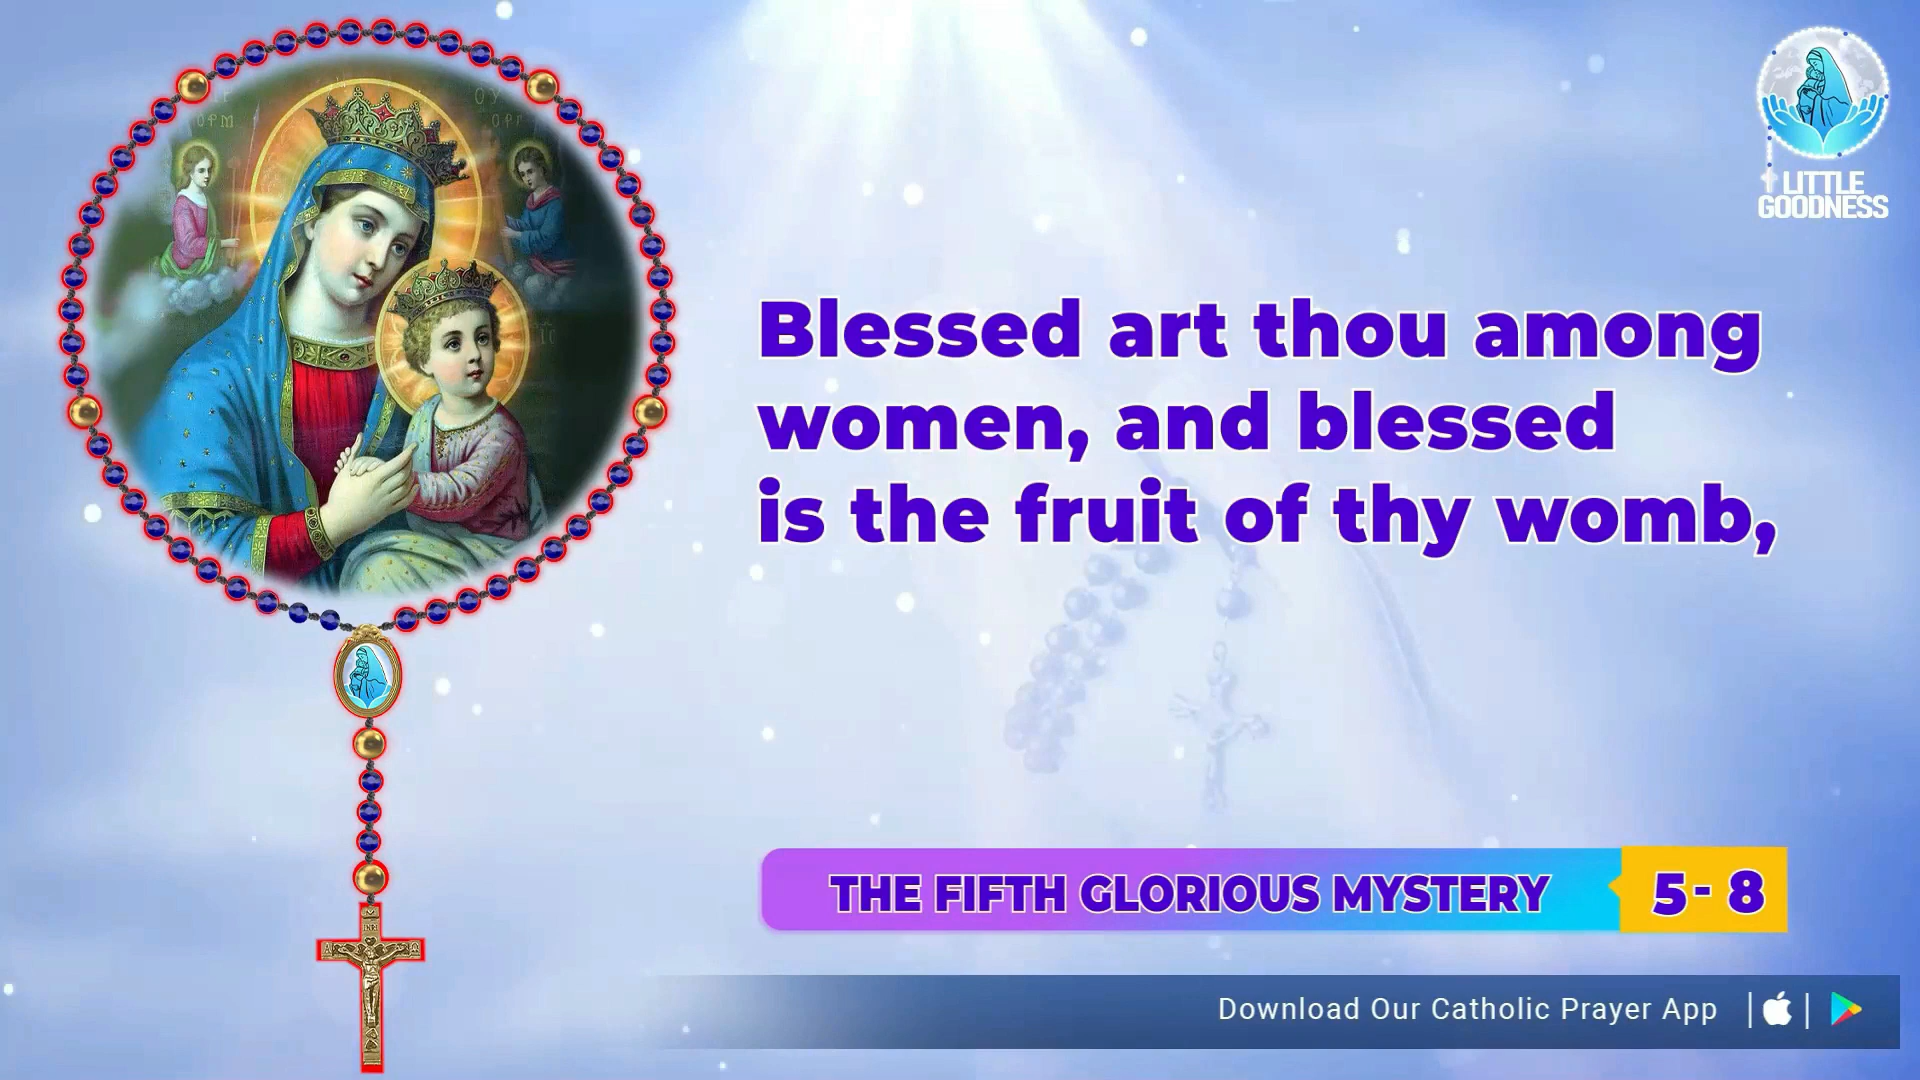 LITTLE
GOODNESS
Blessed art thou among
women, and blessed
is the fruit of thy womb,
THE FIFTH GLORIOUS MYSTERY 5 - 8
Download Our Catholic Prayer App
INRI